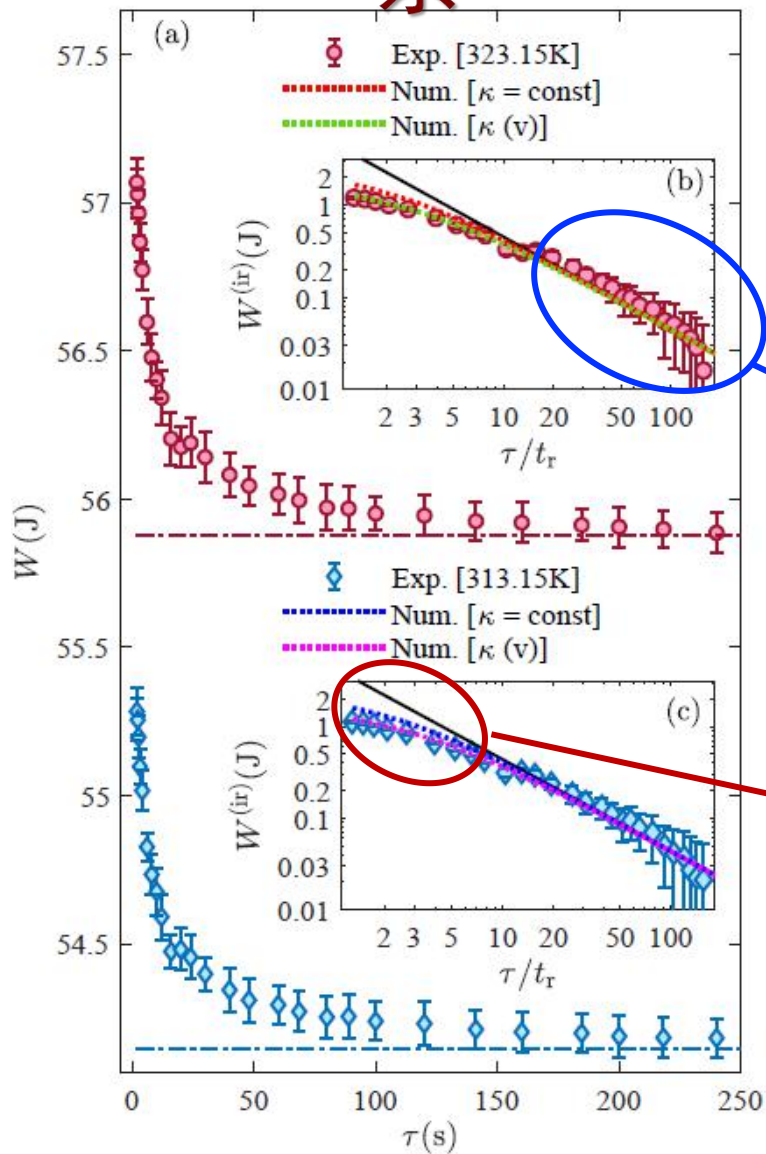 (a)
Exp. [323.15K]
Num. [κ = const]
Num. [κ (v)]
57.5
57
56.5
56
55.5
55
54.5
W(J)
0 50 100 150 200 250
τ(s)
(b)
2
1
0.5
0.2
0.1
0.03
0.01
W^(ir)(J)
2 3 5 10 20 50 100
τ/t_r
Exp. [313.15K]
Num. [κ = const]
Num. [κ (v)]
(c)
2
1
0.5
0.2
0.1
0.03
0.01
W^(ir)(J)
2 3 5 10 20 50 100
τ/t_r